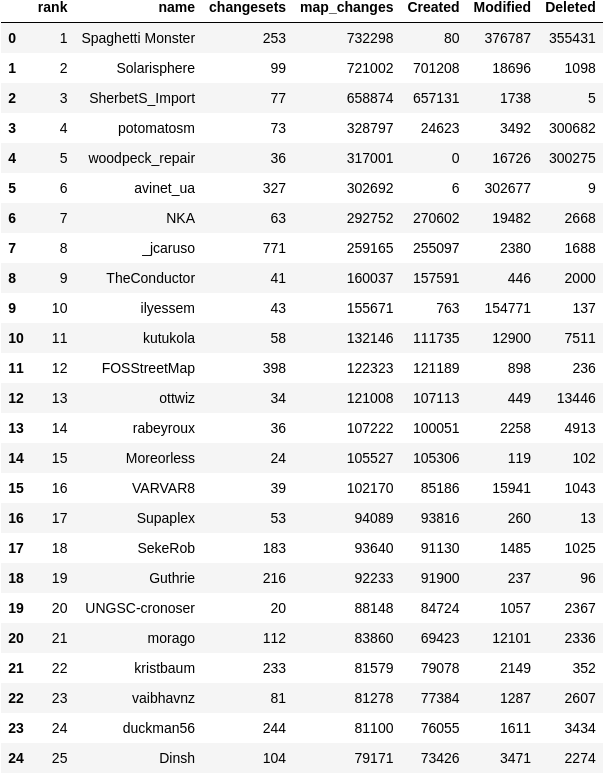 rank name changesets map_changes Created Modified Deleted
0 1 Spaghetti Monster 253 732298 80 376787 355431
1 2 Solarisphere 99 721002 701208 18696 1098
2 3 SherbetS_Import 77 658874 657131 1738 5
3 4 potomatosm 73 328797 24623 3492 300682
4 5 woodpeck_repair 36 317001 0 16726 300275
5 6 avinet_ua 327 302692 6 302677 9
6 7 NKA 63 292752 270602 19482 2668
7 8 _jcaruso 771 259165 255097 2380 1688
8 9 TheConductor 41 160037 157591 446 2000
9 10 ilyessem 43 155671 763 154771 137
10 11 kutukola 58 132146 111735 12900 7511
11 12 FOSStreetMap 398 122323 121189 898 236
12 13 ottwiz 34 121008 107113 449 13446
13 14 rabeyroux 36 107222 100051 2258 4913
14 15 Moreorless 24 105527 105306 119 102
15 16 VARVAR8 39 102170 85186 15941 1043
16 17 Supaplex 53 94089 93816 260 13
17 18 SekeRob 183 93640 91130 1485 1025
18 19 Guthrie 216 92233 91900 237 96
19 20 UNGSC-cronoser 20 88148 84724 1057 2367
20 21 morago 112 83860 69423 12101 2336
21 22 kristbaum 233 81579 79078 2149 352
22 23 vaibhavnz 81 81278 77384 1287 2607
23 24 duckman56 244 81100 76055 1611 3434
24 25 Dinsh 104 79171 73426 3471 2274